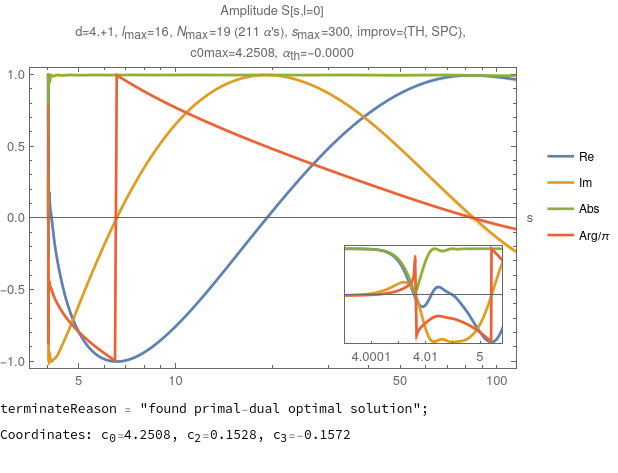 Amplitude S[s,l=0]
d=4.+1, lmax=16, Nmax=19 (211 α's), smax=300, improv={TH, SPC},
c0max=4.2508, αth=-0.0000
1.0
0.5
0.0
-0.5
-1.0
s
Re
Im
Abs
Arg/π
4.0001 4.01 5
5 10 50 100
terminateReason = "found primal-dual optimal solution";
Coordinates: c0=4.2508, c2=0.1528, c3=-0.1572